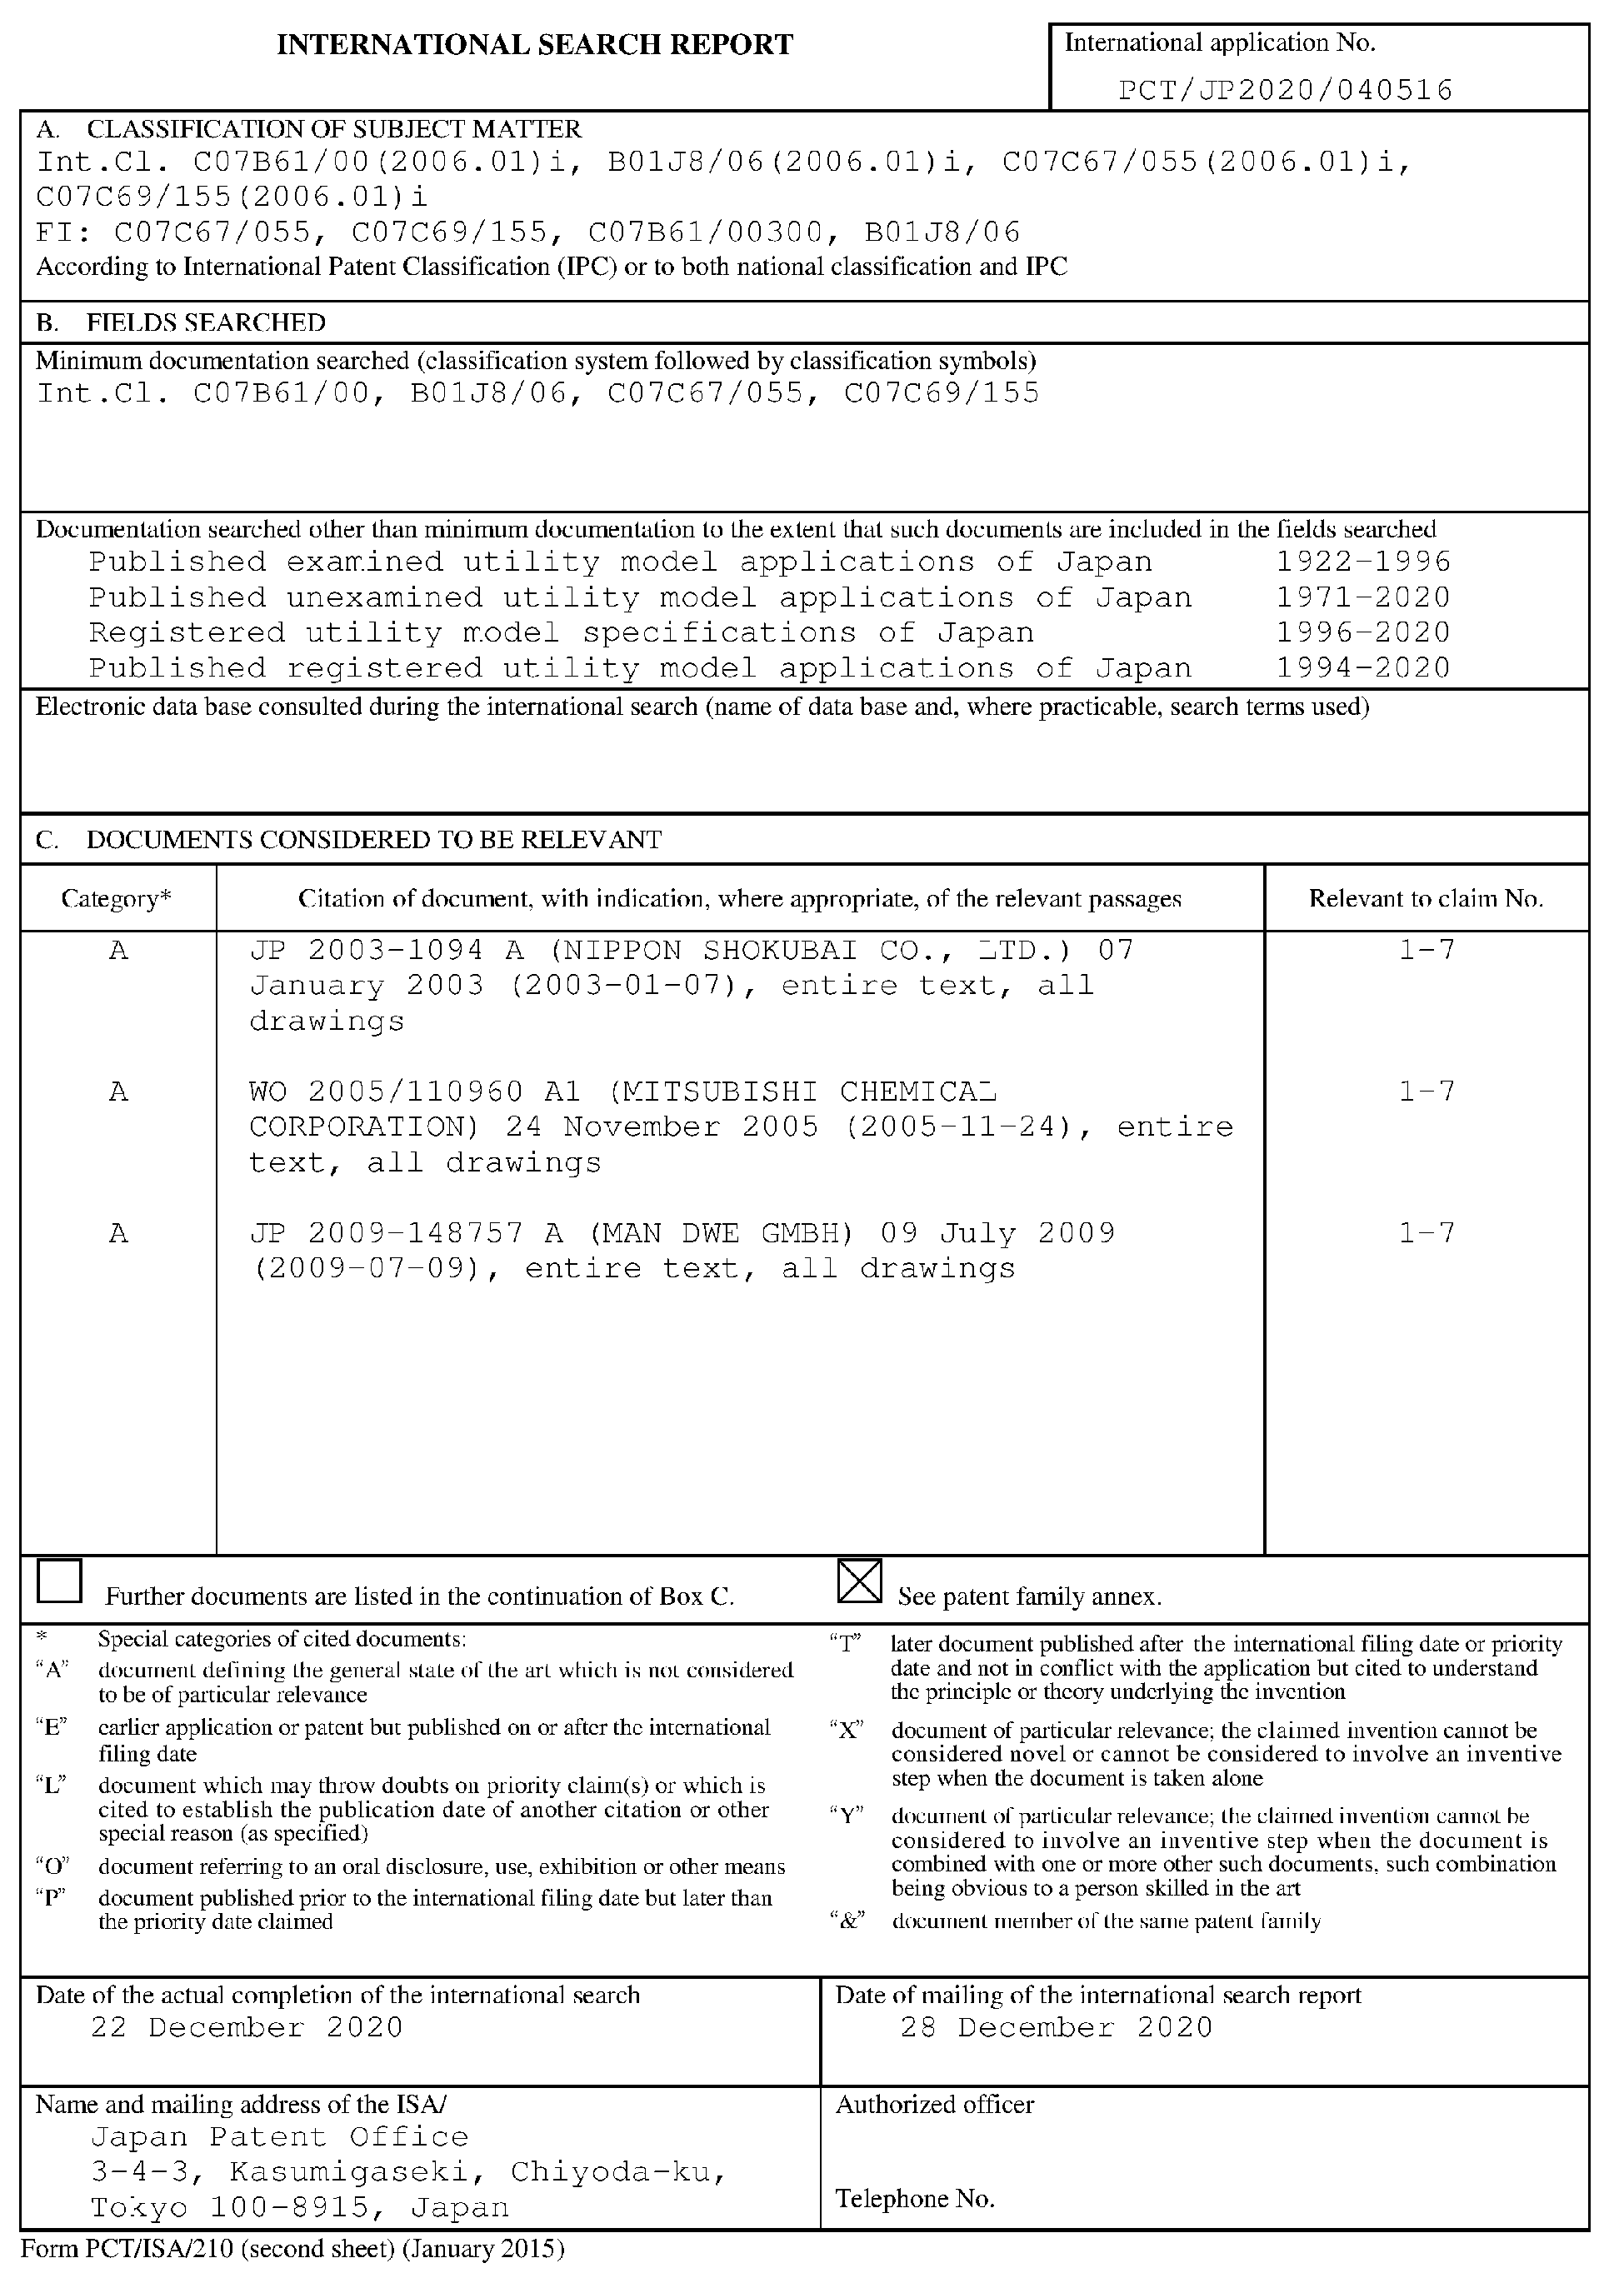 INTERNATIONAL SEARCH REPORT
International application No.
PCT/JP2020/040516
A. CLASSIFICATION OF SUBJECT MATTER
Int.Cl. C07B61/00(2006.01)i, B01J8/06(2006.01)i, C07C67/055(2006.01)i,
C07C69/155(2006.01)i
FI: C07C67/055, C07C69/155, C07B61/00300, B01J8/06
According to International Patent Classification (IPC) or to both national classification and IPC
B. FIELDS SEARCHED
Minimum documentation searched (classification system followed by classification symbols)
Int.Cl. C07B61/00, B01J8/06, C07C67/055, C07C69/155
Documentation searched other than minimum documentation to the extent that such documents are included in the fields searched
Published examined utility model applications of Japan 1922-1996
Published unexamined utility model applications of Japan 1971-2020
Registered utility model specifications of Japan 1996-2020
Published registered utility model applications of Japan 1994-2020
Electronic data base consulted during the international search (name of data base and, where practicable, search terms used)
C. DOCUMENTS CONSIDERED TO BE RELEVANT
Category* Citation of document, with indication, where appropriate, of the relevant passages Relevant to claim No.
A JP 2003-1094 A (NIPPON SHOKUBAI CO., LTD.) 07 1-7
January 2003 (2003-01-07), entire text, all
drawings
A WO 2005/110960 A1 (MITSUBISHI CHEMICAL 1-7
CORPORATION) 24 November 2005 (2005-11-24), entire
text, all drawings
A JP 2009-148757 A (MAN DWE GMBH) 09 July 2009 1-7
(2009-07-09), entire text, all drawings
Further documents are listed in the continuation of Box C.
See patent family annex.
* Special categories of cited documents:
"A" document defining the general state of the art which is not considered
to be of particular relevance
"E" earlier application or patent but published on or after the international
filing date
"L" document which may throw doubts on priority claim(s) or which is
cited to establish the publication date of another citation or other
special reason (as specified)
"O" document referring to an oral disclosure, use, exhibition or other means
"P" document published prior to the international filing date but later than
the priority date claimed
"T" later document published after the international filing date or priority
date and not in conflict with the application but cited to understand
the principle or theory underlying the invention
"X" document of particular relevance; the claimed invention cannot be
considered novel or cannot be considered to involve an inventive
step when the document is taken alone
"Y" document of particular relevance; the claimed invention cannot be
considered to involve an inventive step when the document is
combined with one or more other such documents, such combination
being obvious to a person skilled in the art
"&" document member of the same patent family
Date of the actual completion of the international search
22 December 2020
Date of mailing of the international search report
28 December 2020
Name and mailing address of the ISA/
Japan Patent Office
3-4-3, Kasumigaseki, Chiyoda-ku,
Tokyo 100-8915, Japan
Authorized officer
Telephone No.
Form PCT/ISA/210 (second sheet) (January 2015)